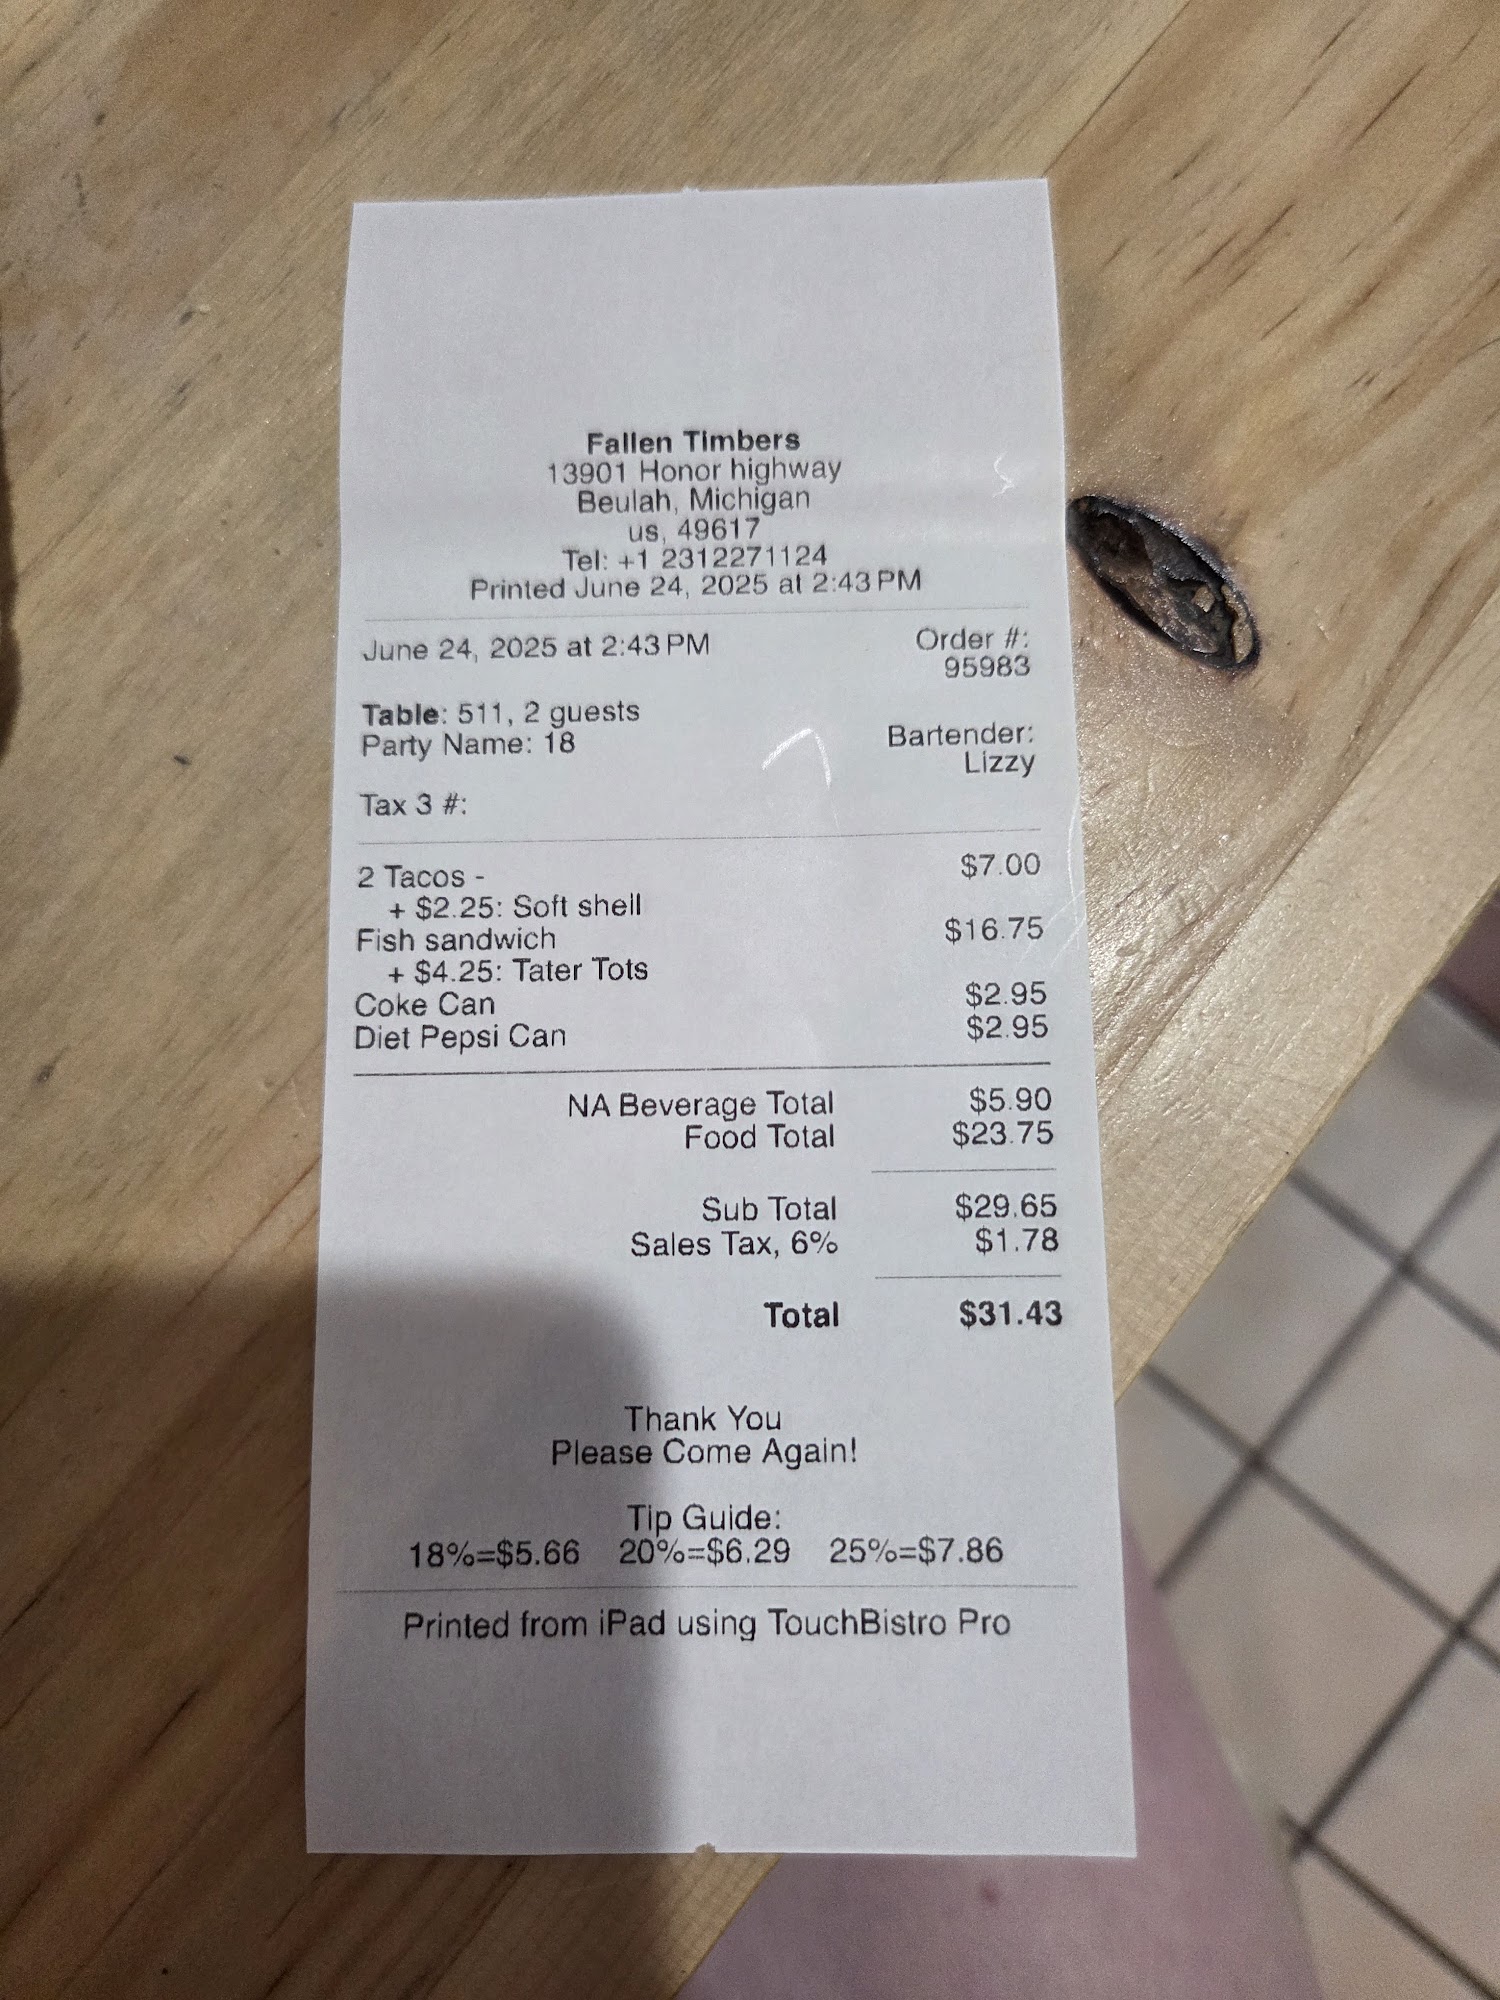 Fallen Timbers
13901 Honor highway
Beulah, Michigan
us, 49617
Tel: +1 2312271124
Printed June 24, 2025 at 2:43 PM
June 24, 2025 at 2:43 PM
Order #:
95983
Table: 511, 2 guests
Party Name: 18
Bartender:
Lizzy
Tax 3 #:
2 Tacos - $7.00
+ $2.25: Soft shell
Fish sandwich $16.75
+ $4.25: Tater Tots
Coke Can $2.95
Diet Pepsi Can $2.95
NA Beverage Total $5.90
Food Total $23.75
Sub Total $29.65
Sales Tax, 6% $1.78
Total $31.43
Thank You
Please Come Again!
Tip Guide:
18%=$5.66 20%=$6.29 25%=$7.86
Printed from iPad using TouchBistro Pro